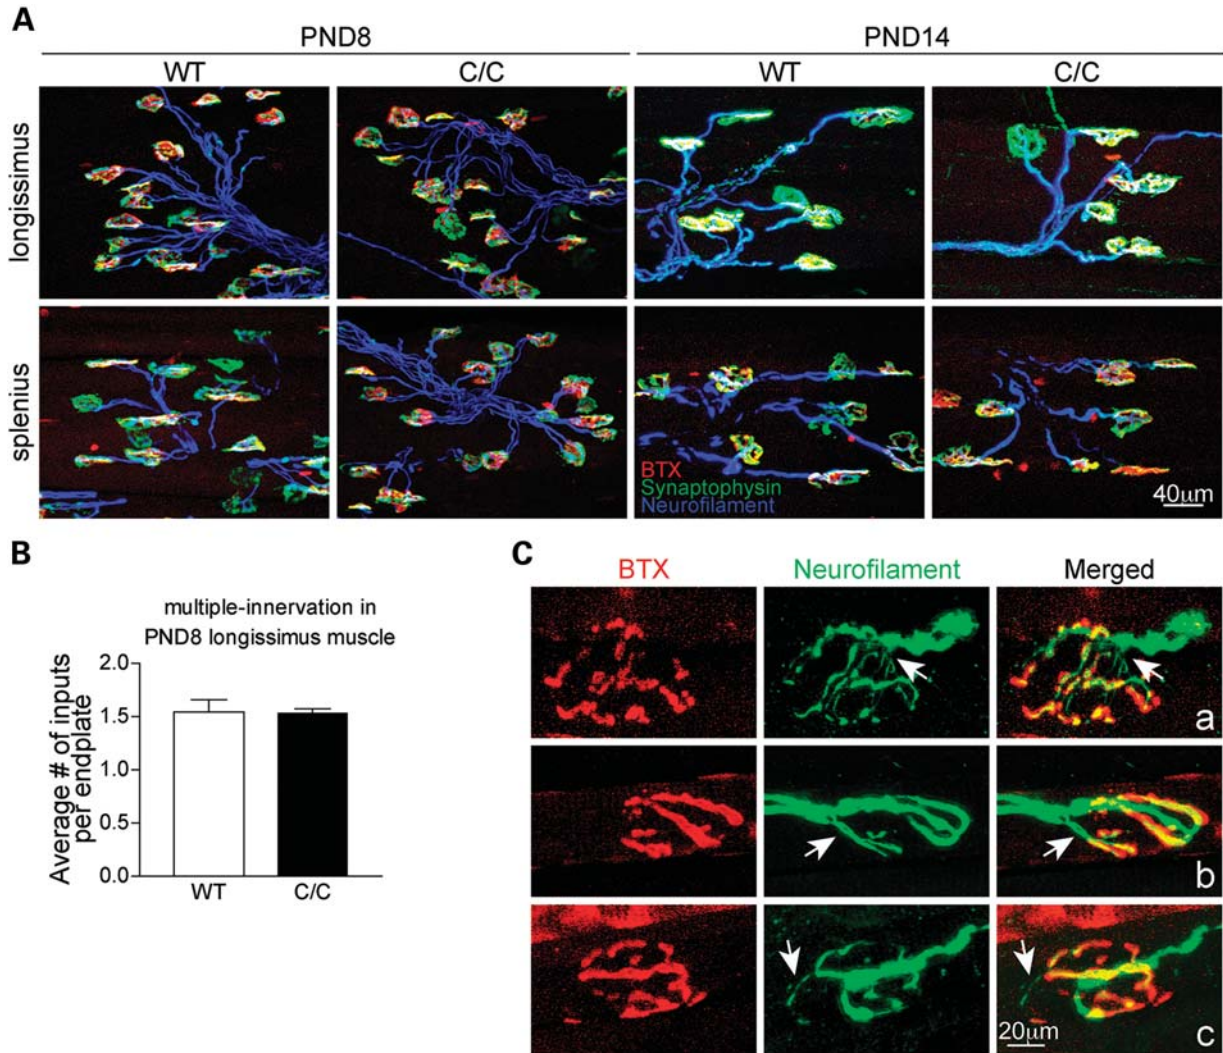 A
PND8
PND14
WT
C/C
WT
C/C
longissimus
splenius
BTX
Synaptophysin
Neurofilament
40μm
B
multiple-innervation in
PND8 longissimus muscle
Average # of inputs
per endplate
2.0
1.5
1.0
0.5
0.0
WT
C/C
C
BTX
Neurofilament
Merged
a
b
c
20μm